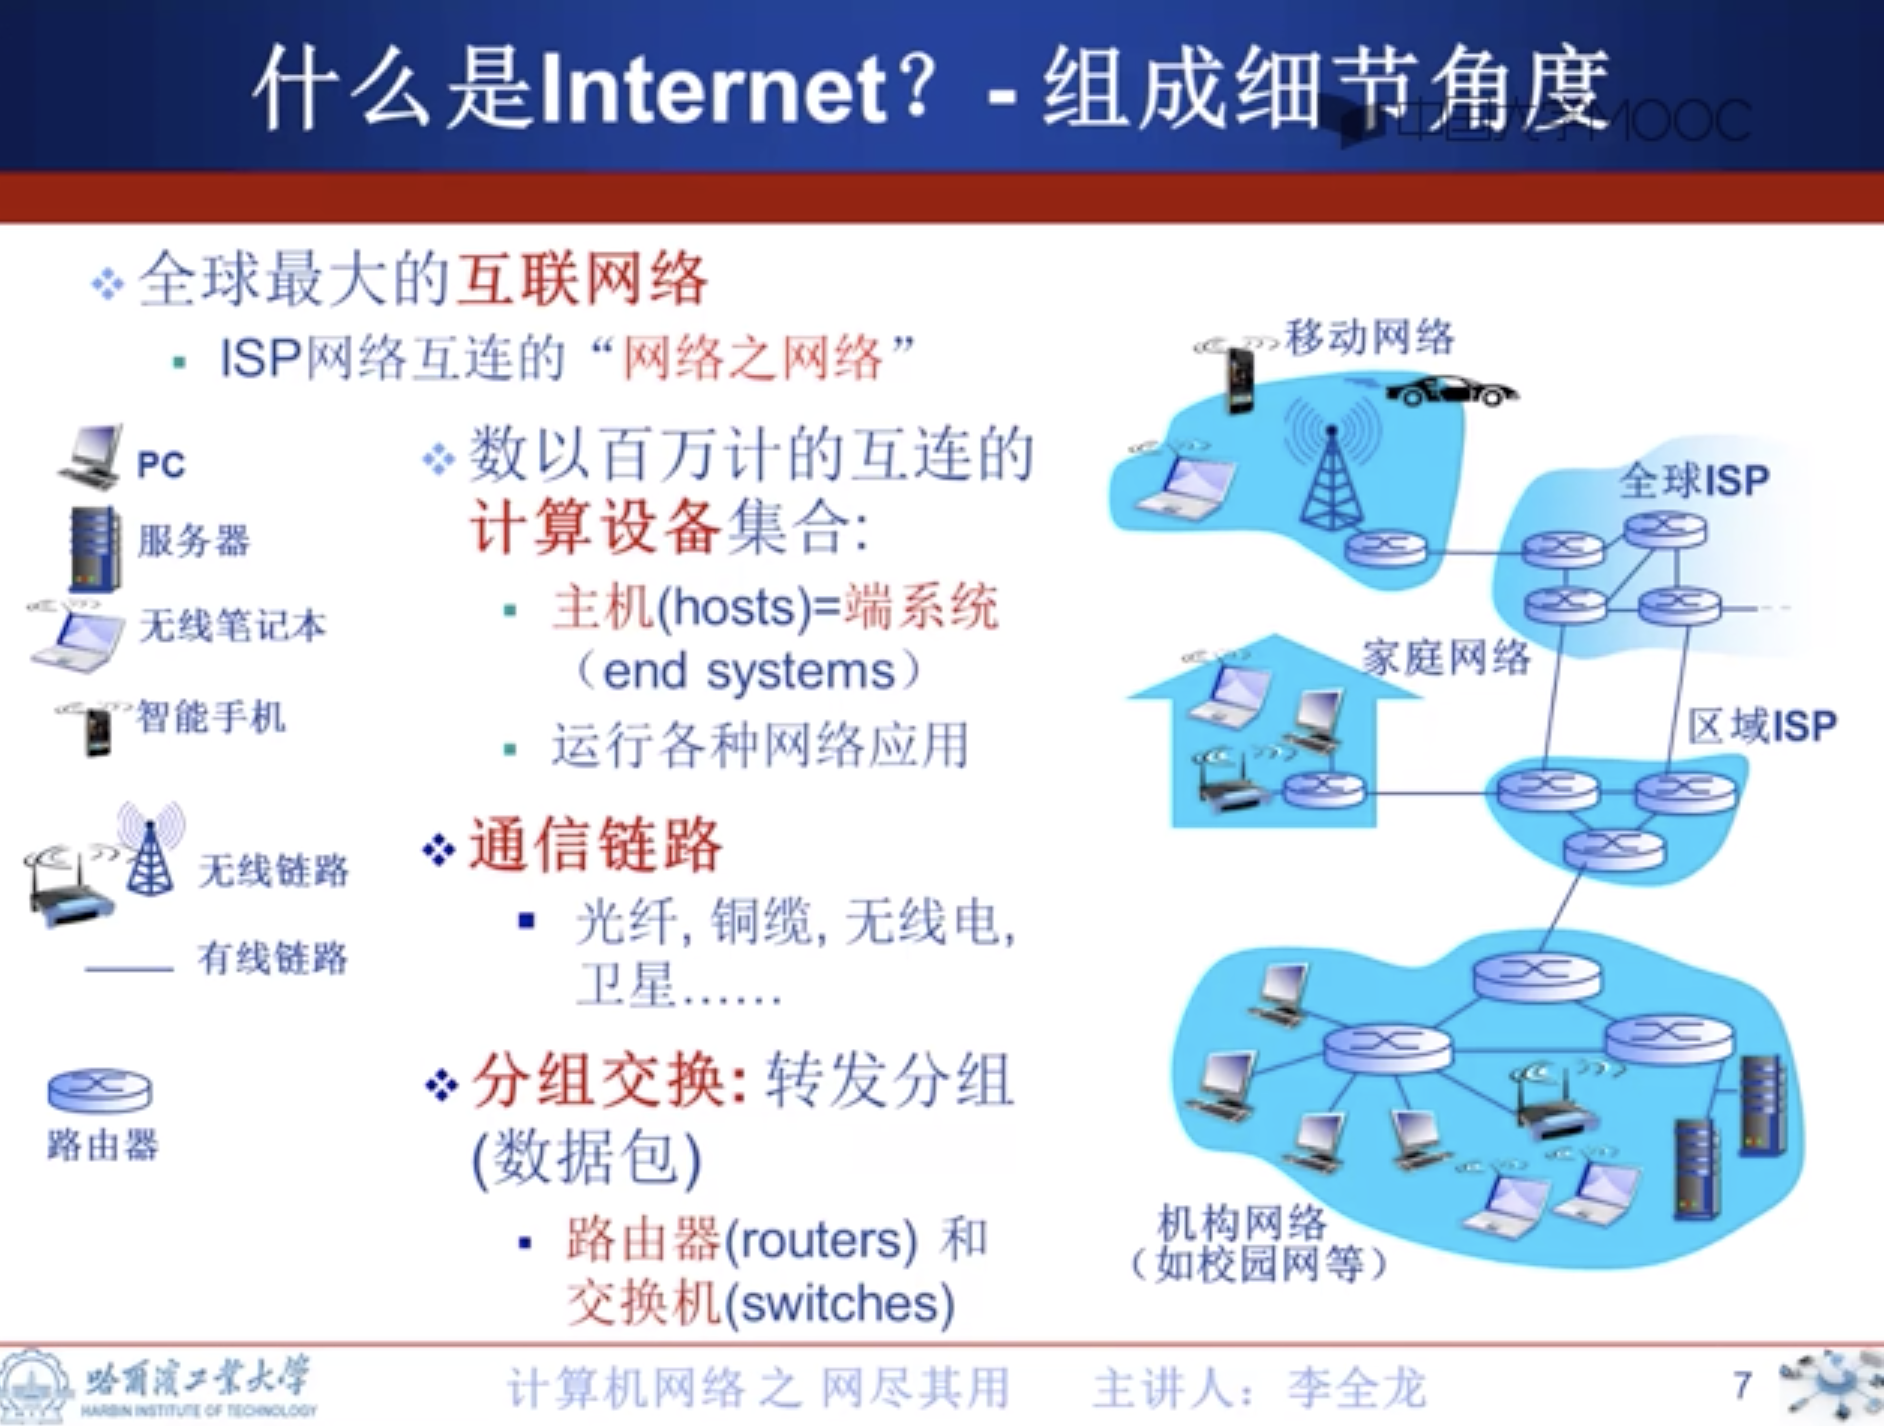 什么是Internet？ - 组成细节角度
中国大学MOOC
全球最大的互联网络
ISP网络互连的“网络之网络”
PC
服务器
无线笔记本
智能手机
无线链路
有线链路
路由器
数以百万计的互连的
计算设备集合:
主机(hosts)=端系统
（end systems）
运行各种网络应用
通信链路
光纤, 铜缆, 无线电,
卫星……
分组交换: 转发分组
(数据包)
路由器(routers) 和
交换机(switches)
移动网络
全球ISP
家庭网络
区域ISP
机构网络
（如校园网等）
哈尔滨工业大学
HARBIN INSTITUTE OF TECHNOLOGY
计算机网络之 网尽其用
主讲人：李全龙
7